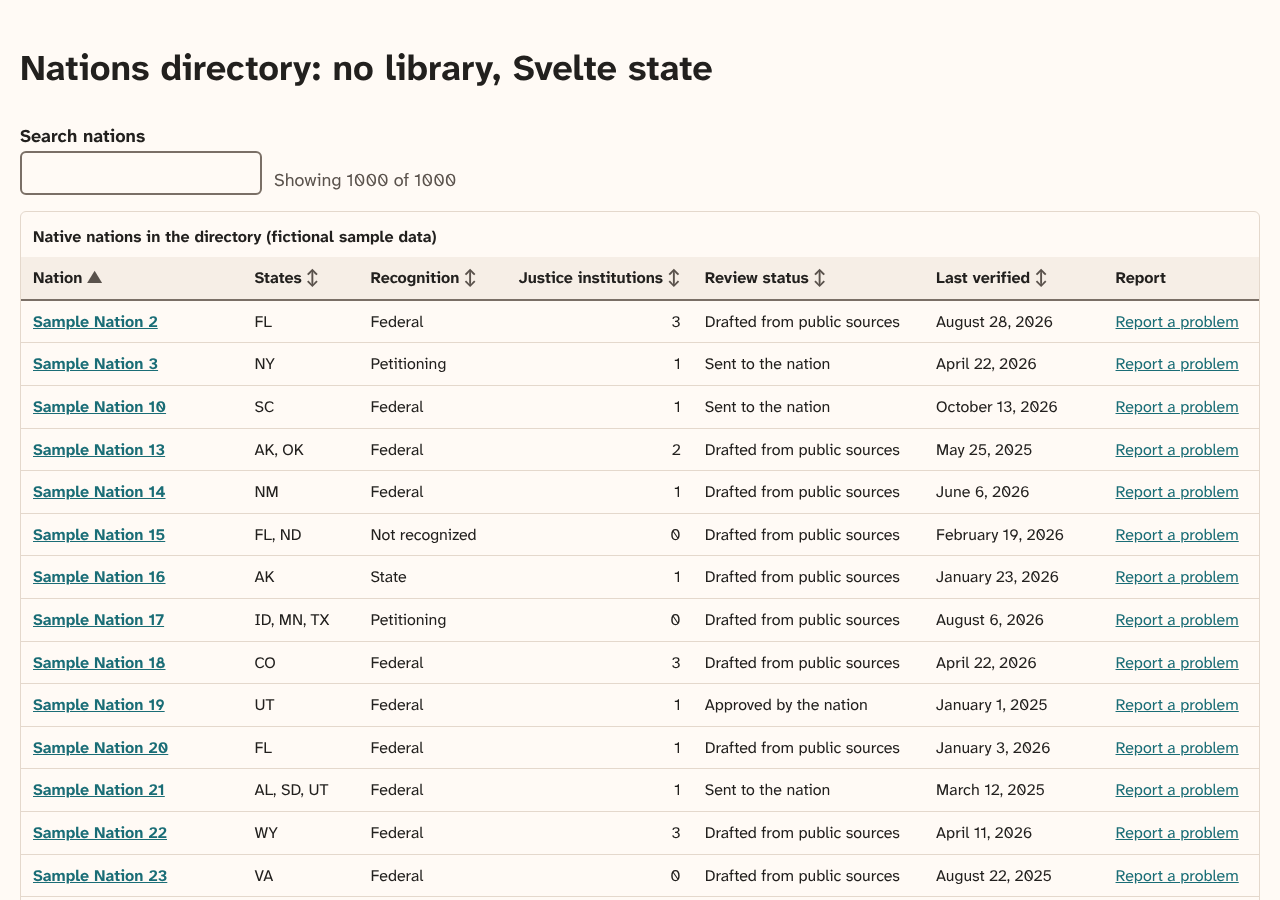 Nations directory: no library, Svelte state
Search nations
Showing 1000 of 1000
Native nations in the directory (fictional sample data)
Nation States Recognition Justice institutions Review status Last verified Report
Sample Nation 2 FL Federal 3 Drafted from public sources August 28, 2026 Report a problem
Sample Nation 3 NY Petitioning 1 Sent to the nation April 22, 2026 Report a problem
Sample Nation 10 SC Federal 1 Sent to the nation October 13, 2026 Report a problem
Sample Nation 13 AK, OK Federal 2 Drafted from public sources May 25, 2025 Report a problem
Sample Nation 14 NM Federal 1 Drafted from public sources June 6, 2026 Report a problem
Sample Nation 15 FL, ND Not recognized 0 Drafted from public sources February 19, 2026 Report a problem
Sample Nation 16 AK State 1 Drafted from public sources January 23, 2026 Report a problem
Sample Nation 17 ID, MN, TX Petitioning 0 Drafted from public sources August 6, 2026 Report a problem
Sample Nation 18 CO Federal 3 Drafted from public sources April 22, 2026 Report a problem
Sample Nation 19 UT Federal 1 Approved by the nation January 1, 2025 Report a problem
Sample Nation 20 FL Federal 1 Drafted from public sources January 3, 2026 Report a problem
Sample Nation 21 AL, SD, UT Federal 1 Sent to the nation March 12, 2025 Report a problem
Sample Nation 22 WY Federal 3 Drafted from public sources April 11, 2026 Report a problem
Sample Nation 23 VA Federal 0 Drafted from public sources August 22, 2025 Report a problem